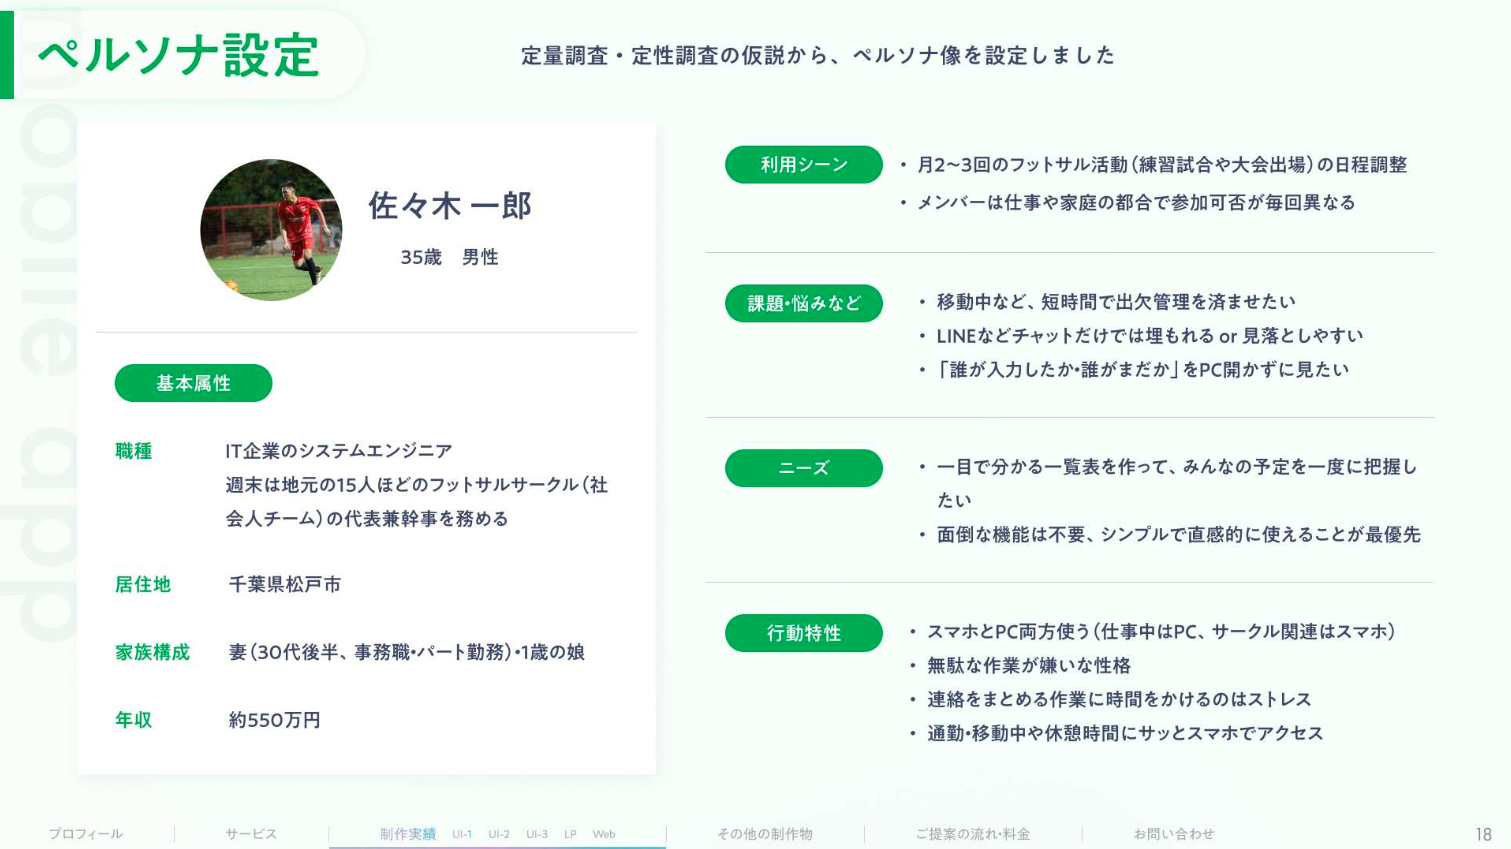 ペルソナ設定
定量調査・定性調査の仮説から、ペルソナ像を設定しました
mobile app
佐々木 一郎
35歳 男性
基本属性
職種
IT企業のシステムエンジニア
週末は地元の15人ほどのフットサルサークル（社
会人チーム）の代表兼幹事を務める
居住地
千葉県松戸市
家族構成
妻（30代後半、事務職・パート勤務）・1歳の娘
年収
約550万円
利用シーン
・ 月2~3回のフットサル活動（練習試合や大会出場）の日程調整
・ メンバーは仕事や家庭の都合で参加可否が毎回異なる
課題・悩みなど
・ 移動中など、短時間で出欠管理を済ませたい
・ LINEなどチャットだけでは埋もれる or 見落としやすい
・ 「誰が入力したか・誰がまだか」をPC開かずに見たい
ニーズ
・ 一目で分かる一覧表を作って、みんなの予定を一度に把握し
たい
・ 面倒な機能は不要、シンプルで直感的に使えることが最優先
行動特性
・ スマホとPC両方使う（仕事中はPC、サークル関連はスマホ）
・ 無駄な作業が嫌いな性格
・ 連絡をまとめる作業に時間をかけるのはストレス
・ 通勤・移動中や休憩時間にサッとスマホでアクセス
プロフィール サービス 制作実績 UI-1 UI-2 UI-3 LP Web その他の制作物 ご提案の流れ・料金 お問い合わせ 18